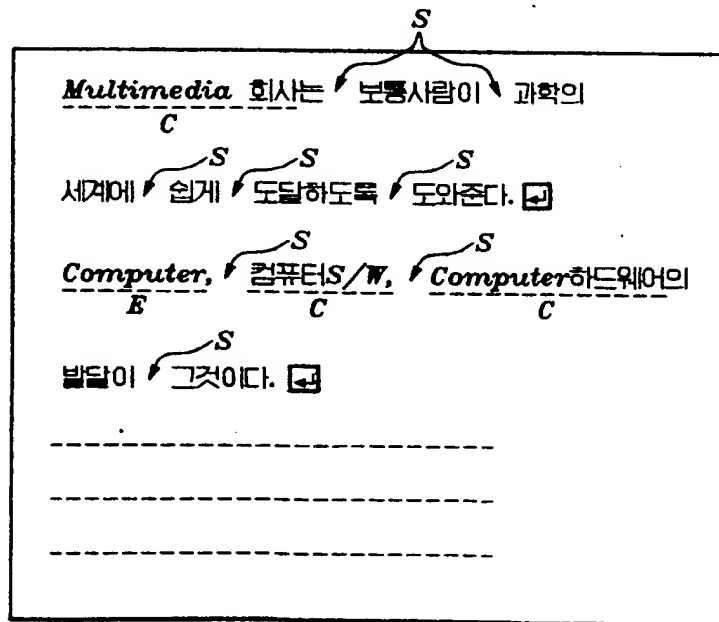 S
Multimedia 회사는 보통사람이 과학의
C
S S S
세계에 쉽게 도달하도록 도와준다. ↵
S S
Computer, 컴퓨터S/W, Computer하드웨어의
E C C
S
발달이 그것이다. ↵